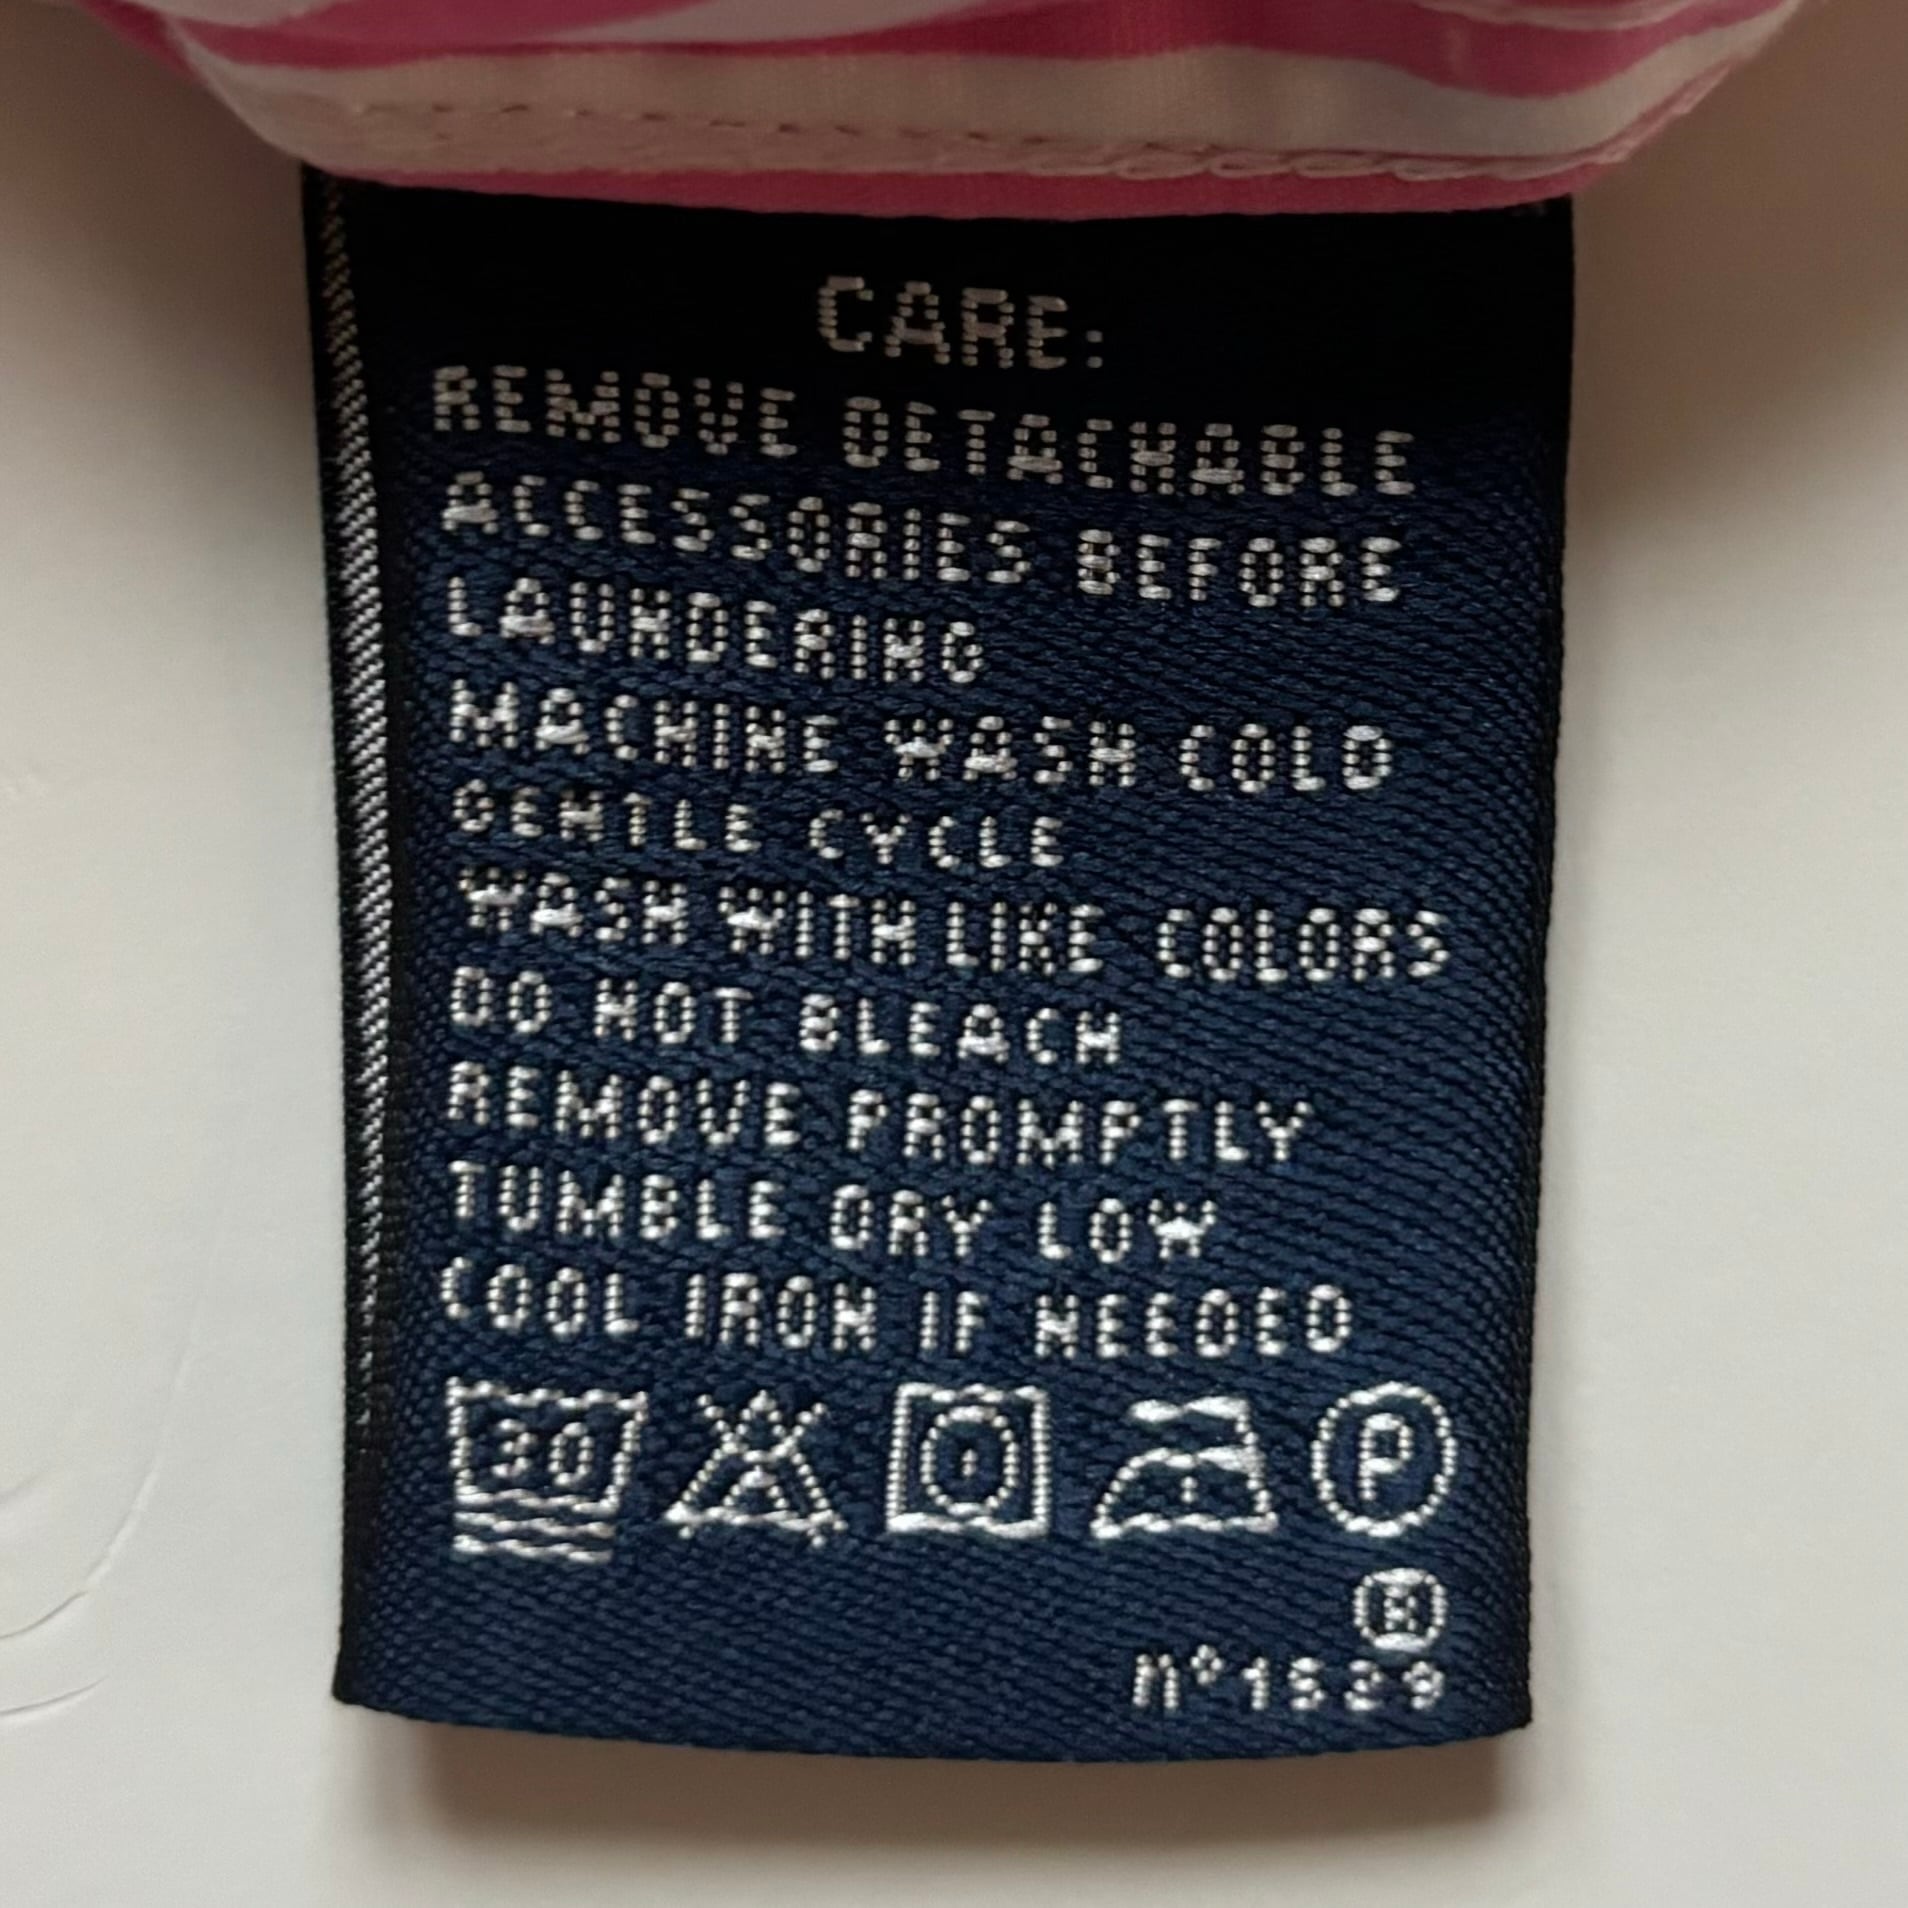 CARE:
REMOVE DETACHABLE
ACCESSORIES BEFORE
LAUNDERING
MACHINE WASH COLD
GENTLE CYCLE
WASH WITH LIKE COLORS
DO NOT BLEACH
REMOVE PROMPTLY
TUMBLE DRY LOW
COOL IRON IF NEEDED
30 P
H